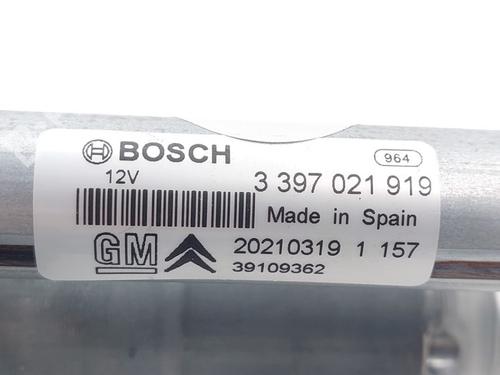 BOSCH
964
12V
3 397 021 919
Made in Spain
GM
20210319 1 157
39109362